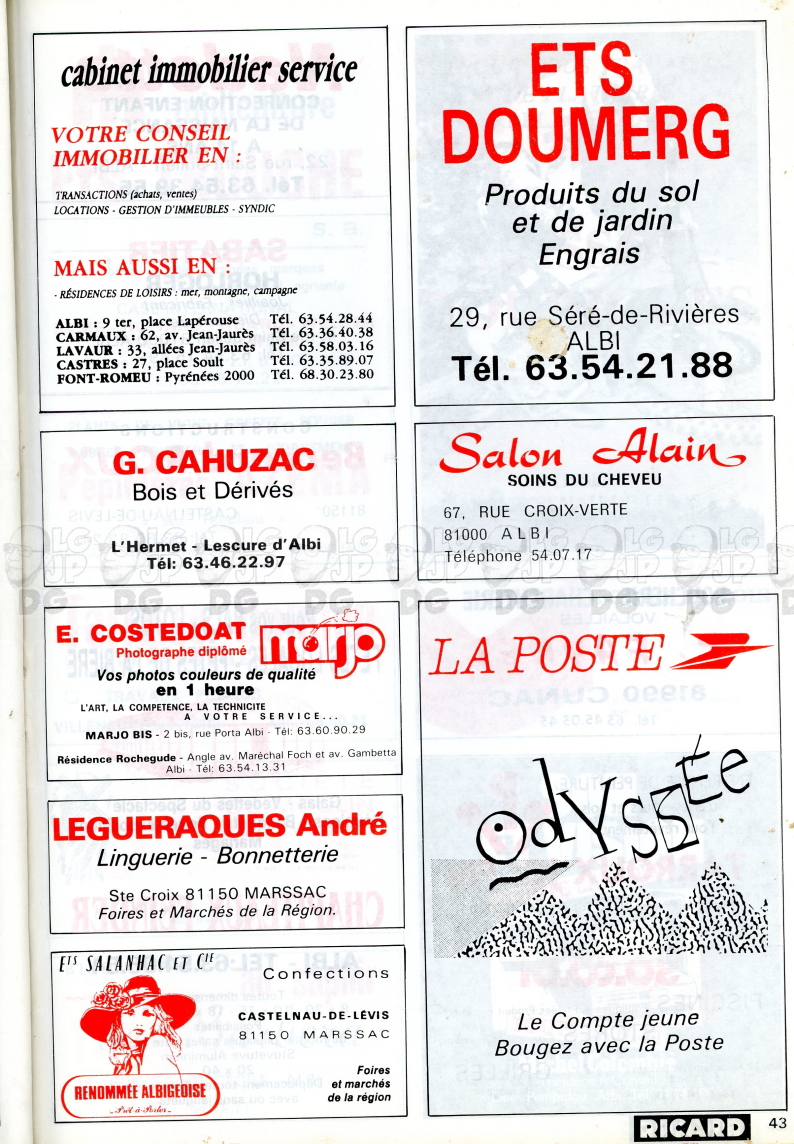 cabinet immobilier service
VOTRE CONSEIL
IMMOBILIER EN :
TRANSACTIONS (achats, ventes)
LOCATIONS - GESTION D'IMMEUBLES - SYNDIC
MAIS AUSSI EN :
- RÉSIDENCES DE LOISIRS : mer, montagne, campagne
ALBI : 9 ter, place Lapérouse Tél. 63.54.28.44
CARMAUX : 62, av. Jean-Jaurès Tél. 63.36.40.38
LAVAUR : 33, allées Jean-Jaurès Tél. 63.58.03.16
CASTRES : 27, place Soult Tél. 63.35.89.07
FONT-ROMEU : Pyrénées 2000 Tél. 68.30.23.80
ETS
DOUMERG
Produits du sol
et de jardin
Engrais
29, rue Séré-de-Rivières
ALBI
Tél. 63.54.21.88
G. CAHUZAC
Bois et Dérivés
L'Hermet - Lescure d'Albi
Tél: 63.46.22.97
Salon Alain
SOINS DU CHEVEU
67, RUE CROIX-VERTE
81000 ALBI
Téléphone 54.07.17
E. COSTEDOAT
Photographe diplômé
marjo
Vos photos couleurs de qualité
en 1 heure
L'ART, LA COMPETENCE, LA TECHNICITE
A VOTRE SERVICE...
MARJO BIS - 2 bis, rue Porta Albi - Tél: 63.60.90.29
Résidence Rochegude - Angle av. Maréchal Foch et av. Gambetta
Albi - Tél: 63.54.13.31
LEGUERAQUES André
Linguerie - Bonnetterie
Ste Croix 81150 MARSSAC
Foires et Marchés de la Région.
ETS SALANHAC ET CIE
Confections
CASTELNAU-DE-LÉVIS
81150 MARSSAC
Foires
et marchés
de la région
RENOMMÉE ALBIGEOISE
Prêt-à-Porter
LA POSTE
OdYSSÉe
Le Compte jeune
Bougez avec la Poste
RICARD 43
LG
JP
DG